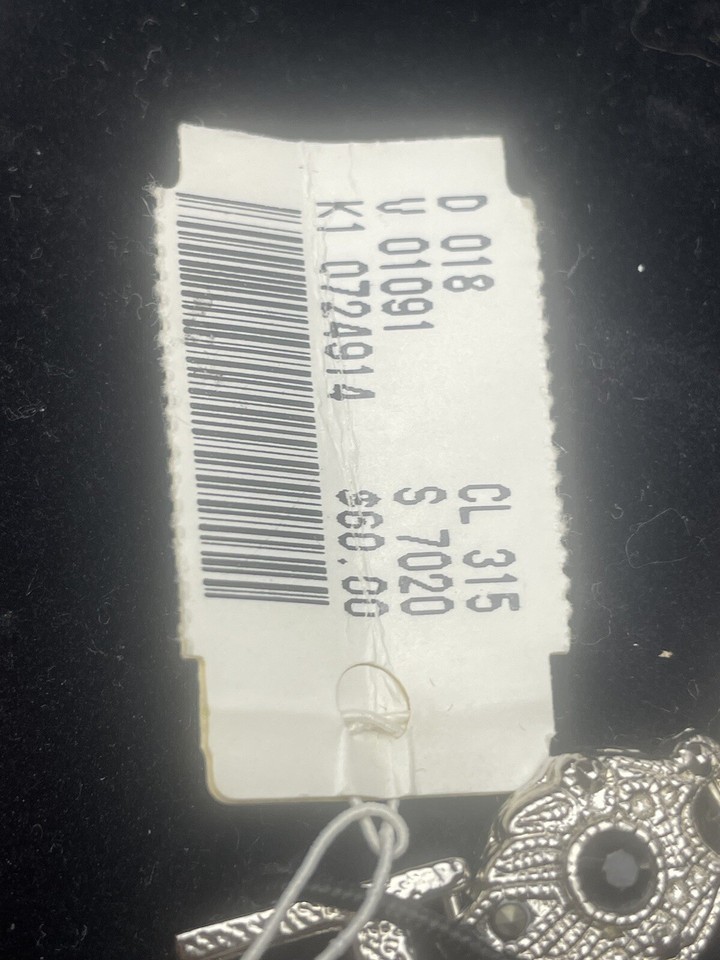 D 018 CL 315
V 01091 S 7020
K1 0724914 $60.00